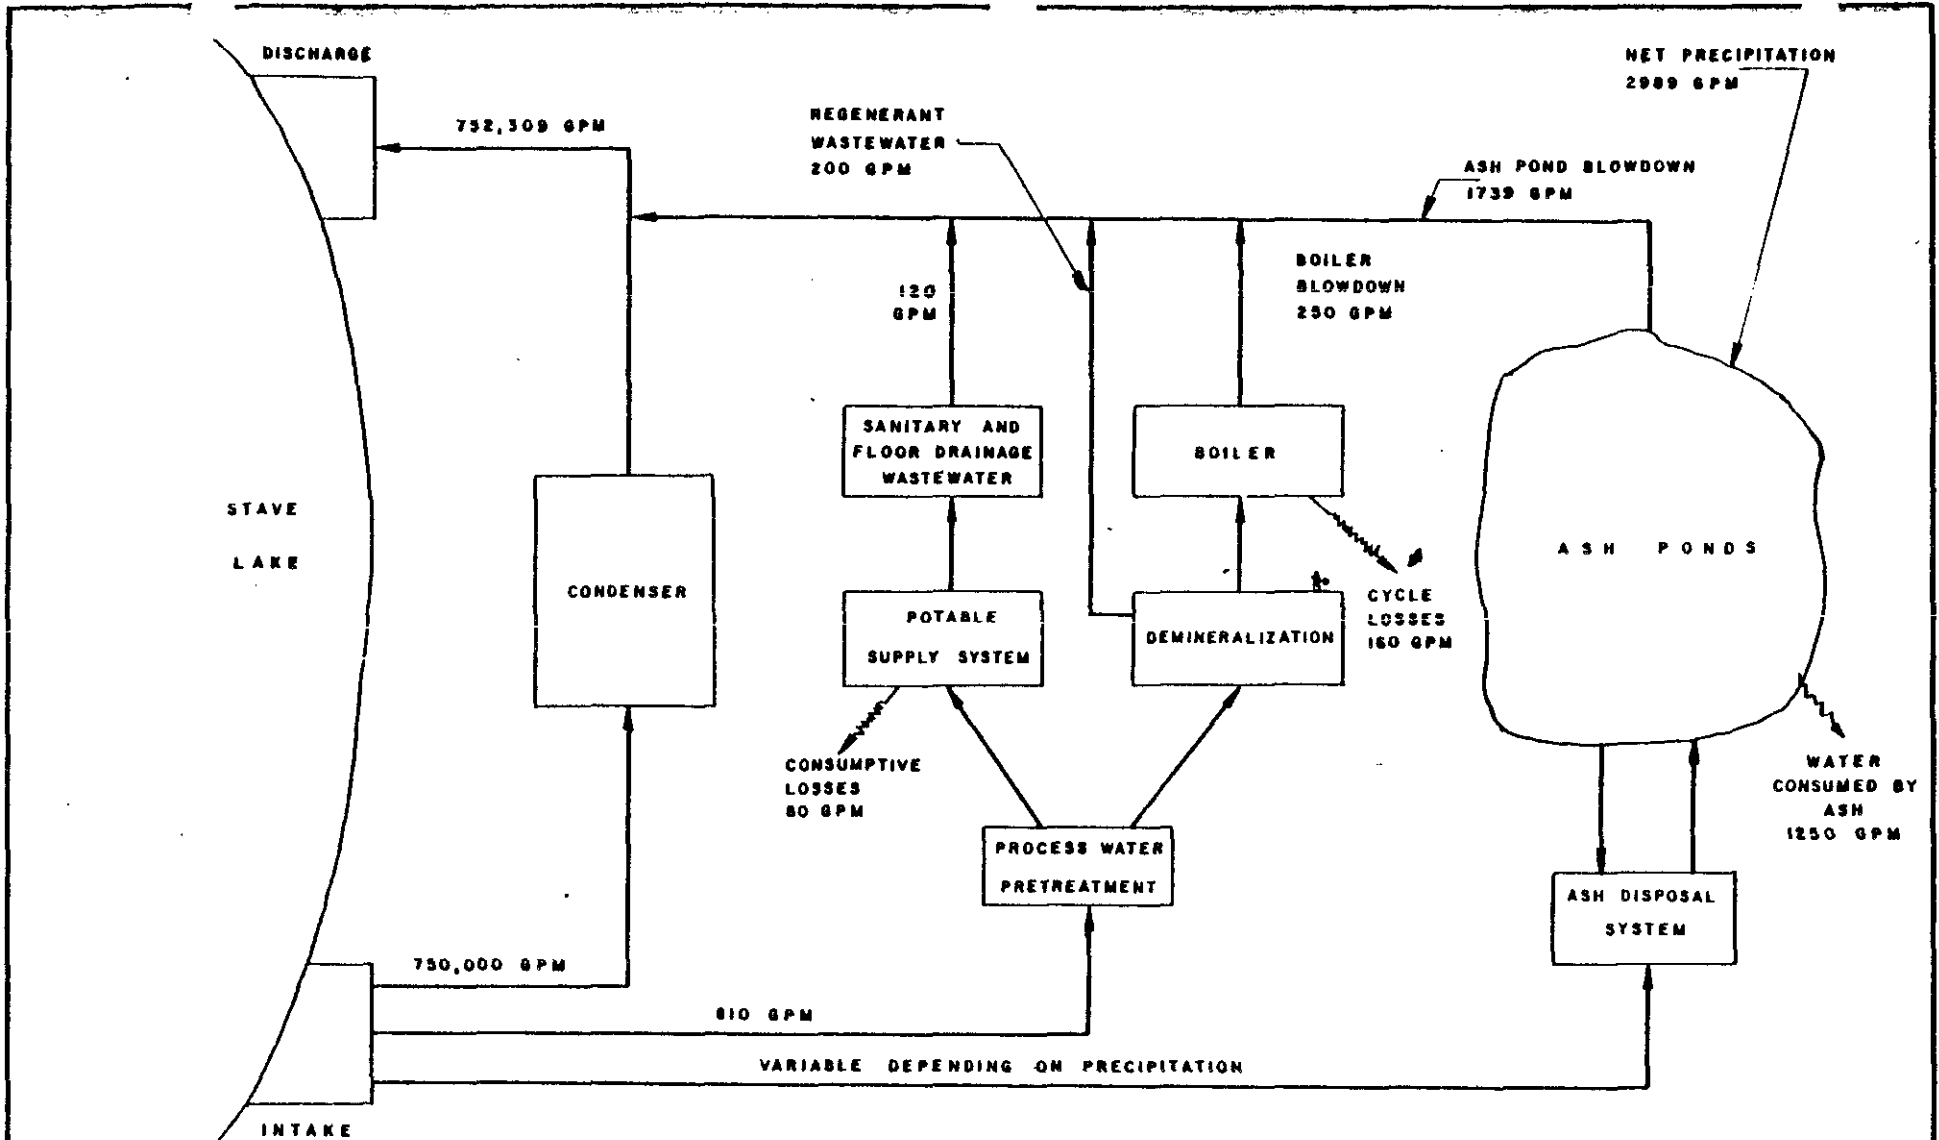 DISCHARGE
752,309 GPM
REGENERANT
WASTEWATER
200 GPM
NET PRECIPITATION
2989 GPM
ASH POND BLOWDOWN
1739 GPM
120
GPM
BOILER
BLOWDOWN
250 GPM
SANITARY AND
FLOOR DRAINAGE
WASTEWATER
BOILER
STAVE
LAKE
CONDENSER
POTABLE
SUPPLY SYSTEM
DEMINERALIZATION
CYCLE
LOSSES
160 GPM
ASH PONDS
CONSUMPTIVE
LOSSES
80 GPM
WATER
CONSUMED BY
ASH
1250 GPM
PROCESS WATER
PRETREATMENT
ASH DISPOSAL
SYSTEM
750,000 GPM
810 GPM
VARIABLE DEPENDING ON PRECIPITATION
INTAKE